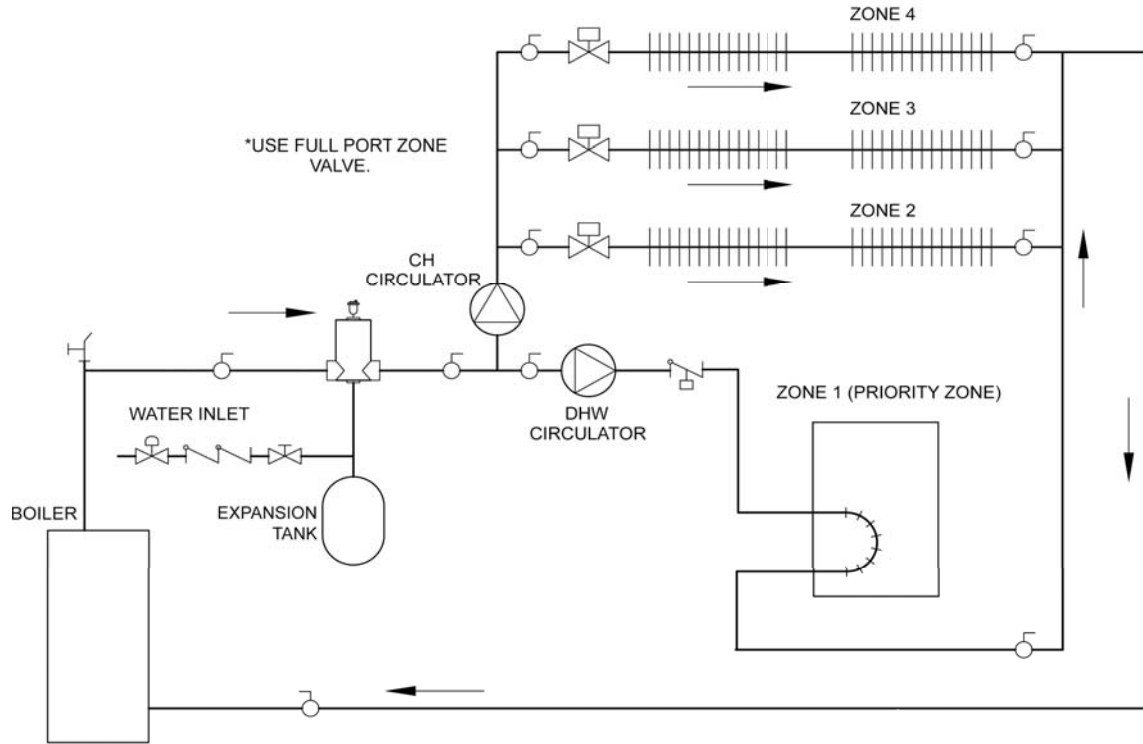 ZONE 4
*USE FULL PORT ZONE
VALVE.
ZONE 3
ZONE 2
CH
CIRCULATOR
WATER INLET
DHW
CIRCULATOR
ZONE 1 (PRIORITY ZONE)
BOILER
EXPANSION
TANK